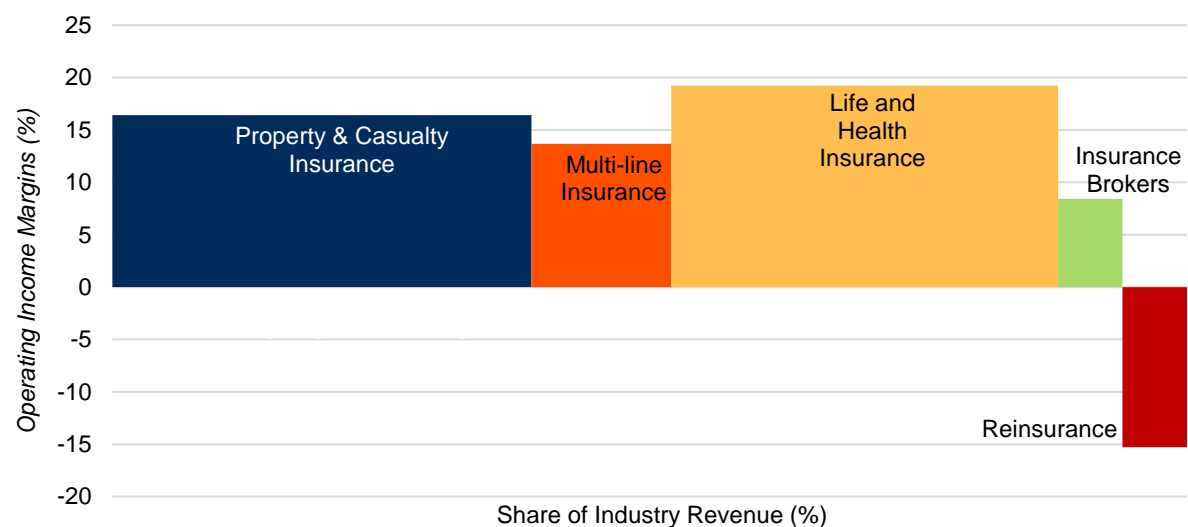 25
20
15
10
5
0
-5
-10
-15
-20
Operating Income Margins (%)
Property & Casualty
Insurance
Multi-line
Insurance
Life and
Health
Insurance
Insurance
Brokers
Reinsurance
Share of Industry Revenue (%)